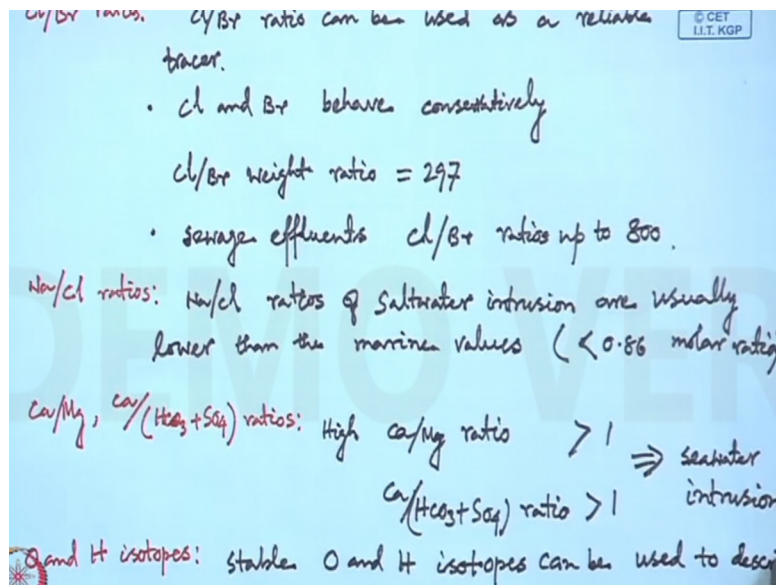 Cl/Br ratios: Cl/Br ratio can be used as a reliable
© CET
I.I.T. KGP
tracer.
· Cl and Br behaves conservatively
Cl/Br weight ratio = 297
· sewage effluents Cl/Br ratios up to 800.
Na/Cl ratios: Na/Cl ratios of saltwater intrusion are usually
lower than the marine values (<0.86 molar ratio
Ca/Mg, Ca/(HCO3+SO4) ratios: High Ca/Mg ratio >1
⇒ seawater
Ca/(HCO3+SO4) ratio >1
intrusion
O and H isotopes: stable O and H isotopes can be used to desc
DEMO VER